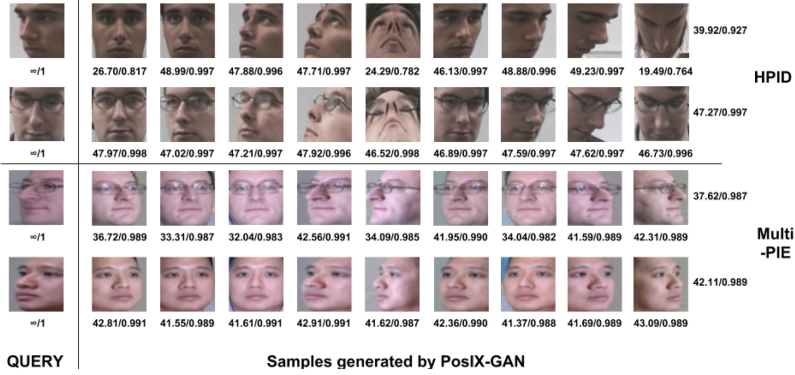 39.92/0.927
∞/1 26.70/0.817 48.99/0.997 47.88/0.996 47.71/0.997 24.29/0.782 46.13/0.997 48.88/0.996 49.23/0.997 19.49/0.764
HPID
47.27/0.997
∞/1 47.97/0.998 47.02/0.997 47.21/0.997 47.92/0.996 46.52/0.998 46.89/0.997 47.59/0.997 47.62/0.997 46.73/0.996
37.62/0.987
∞/1 36.72/0.989 33.31/0.987 32.04/0.983 42.56/0.991 34.09/0.985 41.95/0.990 34.04/0.982 41.59/0.989 42.31/0.989
Multi
-PIE
42.11/0.989
∞/1 42.81/0.991 41.55/0.989 41.61/0.991 42.91/0.991 41.62/0.987 42.36/0.990 41.37/0.988 41.69/0.989 43.09/0.989
QUERY Samples generated by PosIX-GAN